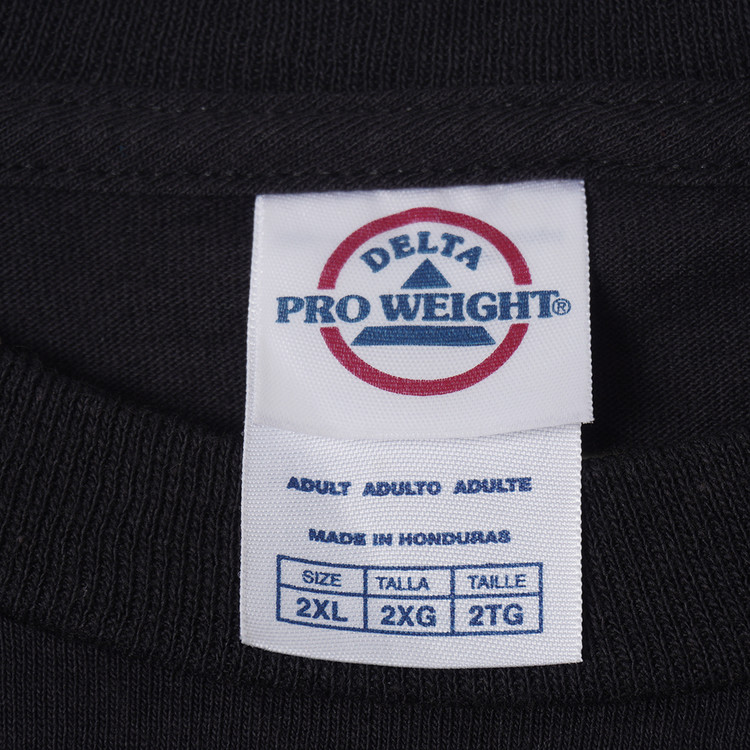 DELTA
PRO WEIGHT®
ADULT ADULTO ADULTE
MADE IN HONDURAS
SIZE TALLA TAILLE
2XL 2XG 2TG